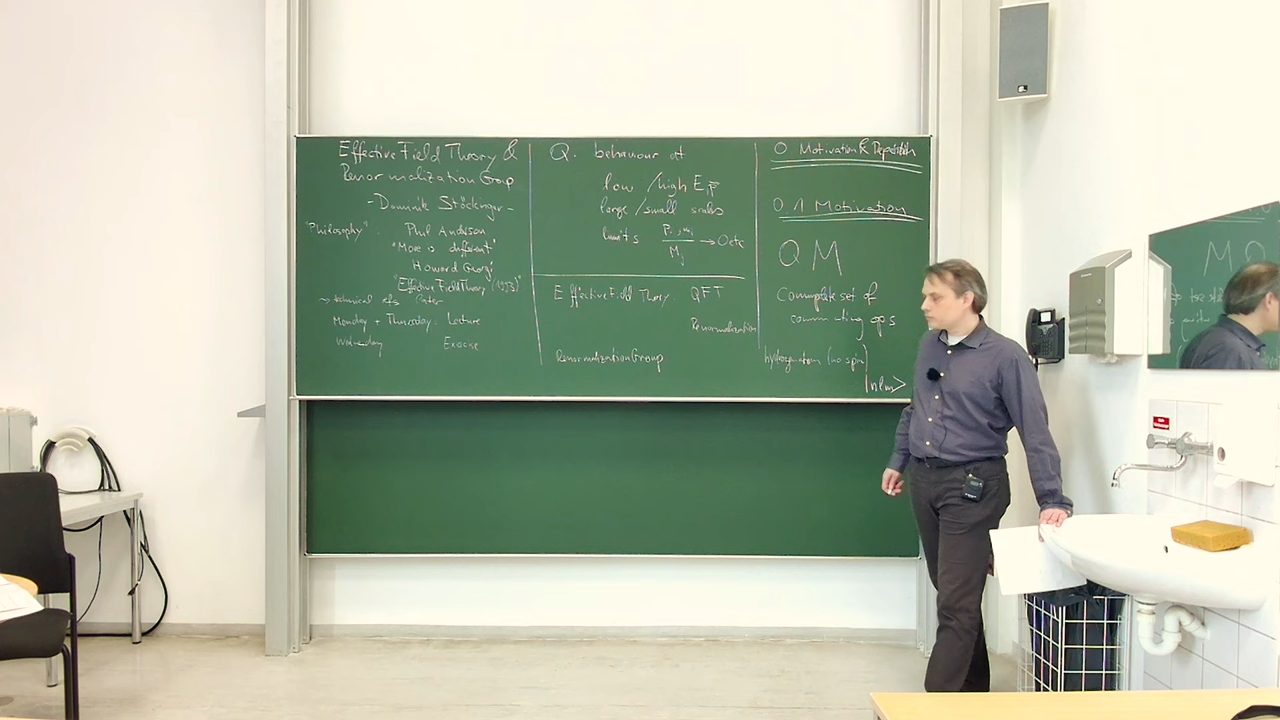 Effective Field Theory &
Renormalization Group
- Dominik Stöckinger -
"Philosophy": Phil Anderson
"More is different"
Howard Georgi
"Effective Field Theory" (1993)
~> technical refs later
Monday + Thursday: Lecture
Wednesday Exercise
Q. behaviour at
low / high E,
large / small scales
limits → 0 etc
Effective Field Theory: QFT
Renormalization
Renormalization Group
0 Motivation &
0.1 Motivation
QM
Complete set of
commuting ops
hydrogen atom (no spin)
|nlm>